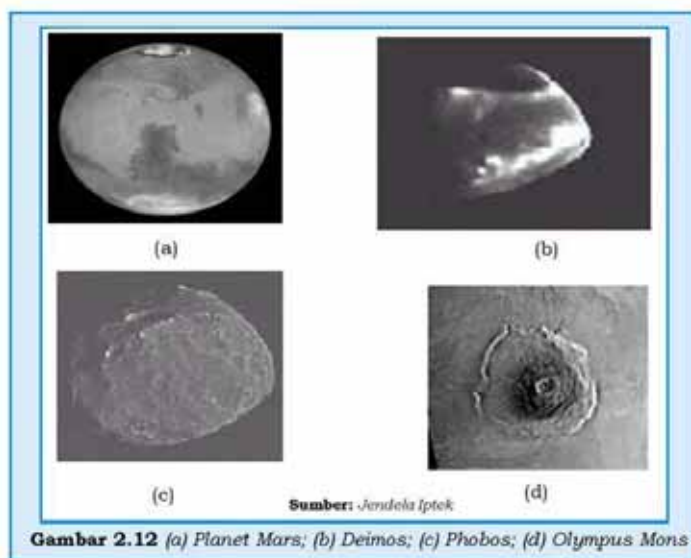 (a)
(b)
(c)
(d)
Sumber: Jendela Iptek
Gambar 2.12 (a) Planet Mars; (b) Deimos; (c) Phobos; (d) Olympus Mons